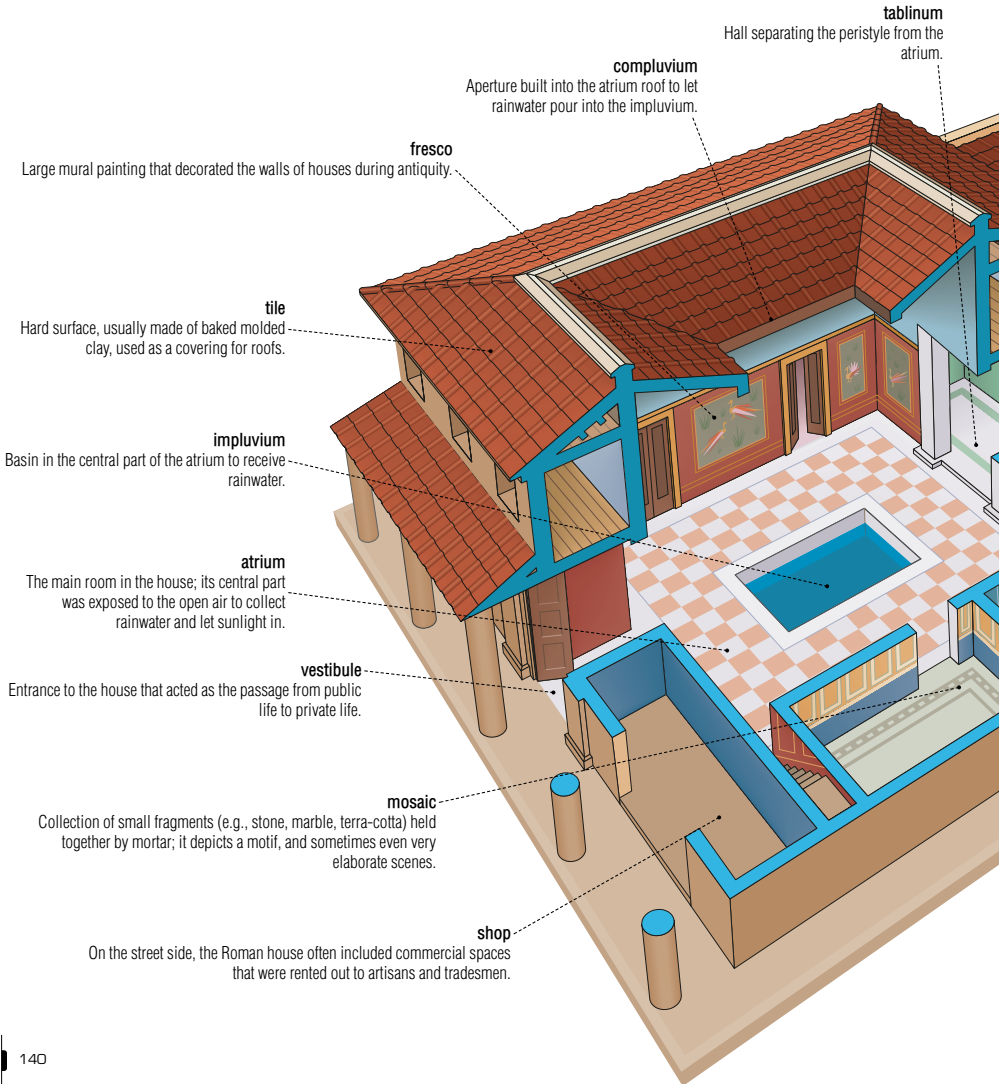 tablinum
Hall separating the peristyle from the
atrium.
compluvium
Aperture built into the atrium roof to let
rainwater pour into the impluvium.
fresco
Large mural painting that decorated the walls of houses during antiquity.
tile
Hard surface, usually made of baked molded
clay, used as a covering for roofs.
impluvium
Basin in the central part of the atrium to receive
rainwater.
atrium
The main room in the house; its central part
was exposed to the open air to collect
rainwater and let sunlight in.
vestibule
Entrance to the house that acted as the passage from public
life to private life.
mosaic
Collection of small fragments (e.g., stone, marble, terra-cotta) held
together by mortar; it depicts a motif, and sometimes even very
elaborate scenes.
shop
On the street side, the Roman house often included commercial spaces
that were rented out to artisans and tradesmen.
140